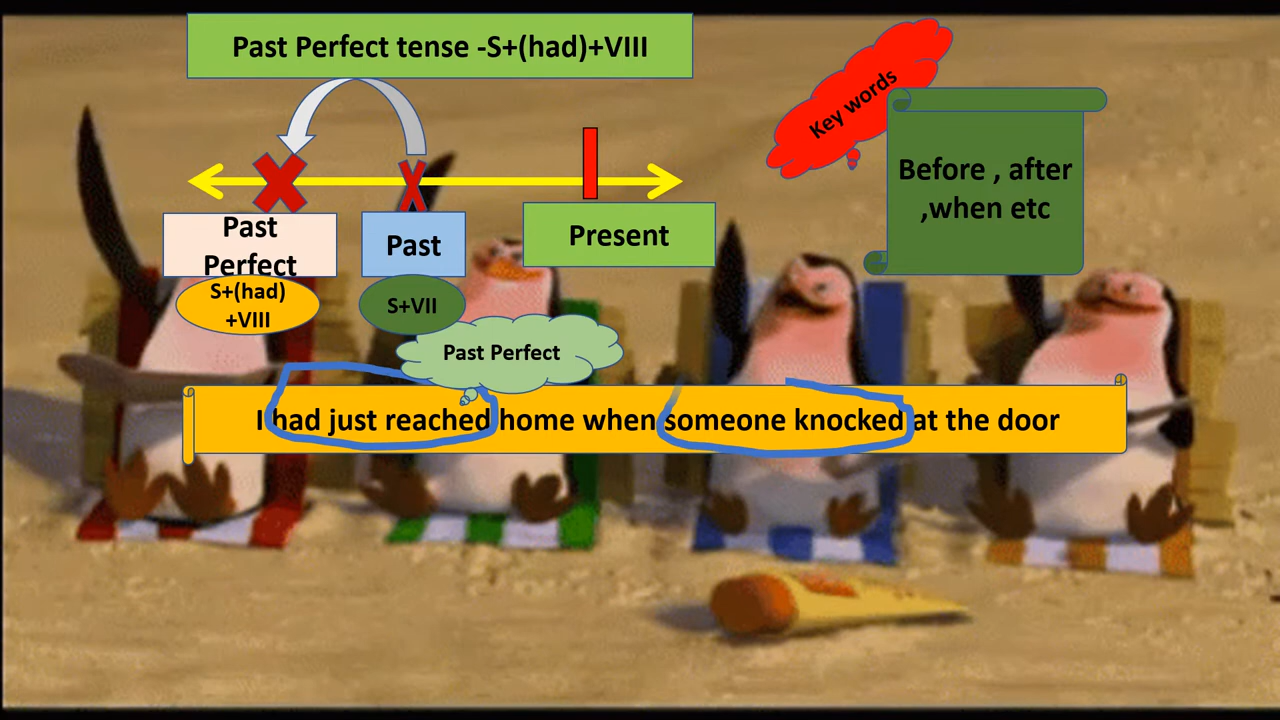 Past Perfect tense -S+(had)+VIII
Key words
Before , after
,when etc
Past
Perfect
Past
Present
S+(had)
+VIII
S+VII
Past Perfect
I had just reached home when someone knocked at the door